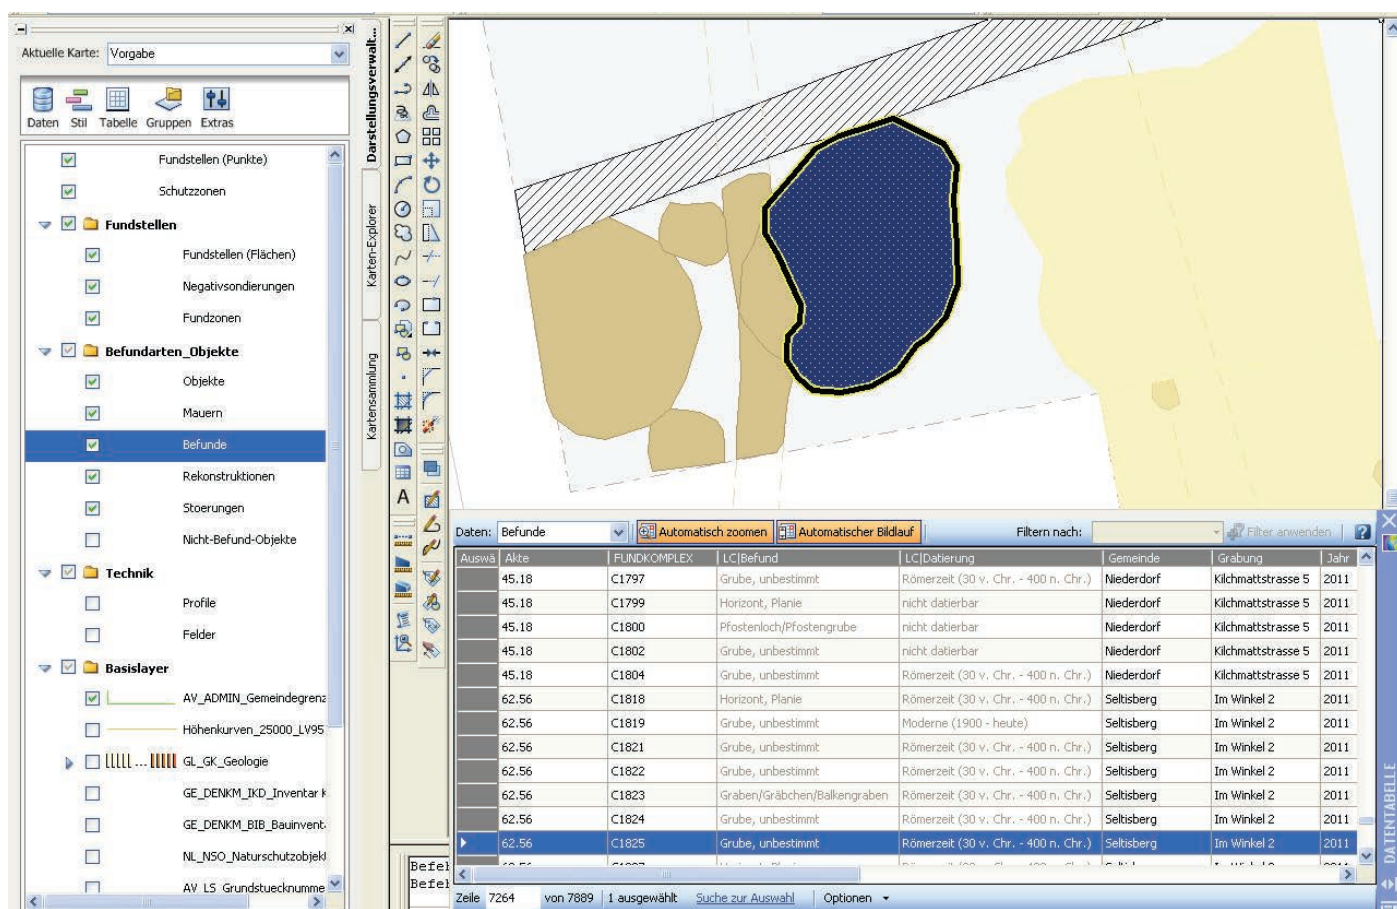 Aktuelle Karte: Vorgabe
Daten Stil Tabelle Gruppen Extras
Fundstellen (Punkte)
Schutzzonen
Fundstellen
Fundstellen (Flächen)
Negativsondierungen
Fundzonen
Befundarten_Objekte
Objekte
Mauern
Befunde
Rekonstruktionen
Stoerungen
Nicht-Befund-Objekte
Technik
Profile
Felder
Basislayer
AV_ADMIN_Gemeindegrenz
Höhenkurven_25000_LV95
GL_GK_Geologie
GE_DENKM_IKD_Inventar K
GE_DENKM_BIB_Bauinvent
NL_NSO_Naturschutzobjekt
AV_LS_Grundstuecknumme
Darstellungsverwalt...
Karten-Explorer
Kartensammlung
A
Befel
Befel
Daten: Befunde Automatisch zoomen Automatischer Bildlauf Filtern nach: Filter anwenden
Auswä Akte FUNDKOMPLEX LC|Befund LC|Datierung Gemeinde Grabung Jahr
45.18 C1797 Grube, unbestimmt Römerzeit (30 v. Chr. - 400 n. Chr.) Niederdorf Kilchmattstrasse 5 2011
45.18 C1799 Horizont, Planie nicht datierbar Niederdorf Kilchmattstrasse 5 2011
45.18 C1800 Pfostenloch/Pfostengrube nicht datierbar Niederdorf Kilchmattstrasse 5 2011
45.18 C1802 Grube, unbestimmt nicht datierbar Niederdorf Kilchmattstrasse 5 2011
45.18 C1804 Grube, unbestimmt Römerzeit (30 v. Chr. - 400 n. Chr.) Niederdorf Kilchmattstrasse 5 2011
62.56 C1818 Horizont, Planie Römerzeit (30 v. Chr. - 400 n. Chr.) Seltisberg Im Winkel 2 2011
62.56 C1819 Grube, unbestimmt Moderne (1900 - heute) Seltisberg Im Winkel 2 2011
62.56 C1821 Grube, unbestimmt Römerzeit (30 v. Chr. - 400 n. Chr.) Seltisberg Im Winkel 2 2011
62.56 C1822 Grube, unbestimmt Römerzeit (30 v. Chr. - 400 n. Chr.) Seltisberg Im Winkel 2 2011
62.56 C1823 Graben/Gräbchen/Balkengraben Römerzeit (30 v. Chr. - 400 n. Chr.) Seltisberg Im Winkel 2 2011
62.56 C1824 Grube, unbestimmt Römerzeit (30 v. Chr. - 400 n. Chr.) Seltisberg Im Winkel 2 2011
62.56 C1825 Grube, unbestimmt Römerzeit (30 v. Chr. - 400 n. Chr.) Seltisberg Im Winkel 2 2011
Zeile 7264 von 7889 1 ausgewählt Suche zur Auswahl Optionen
DATENTABELLE